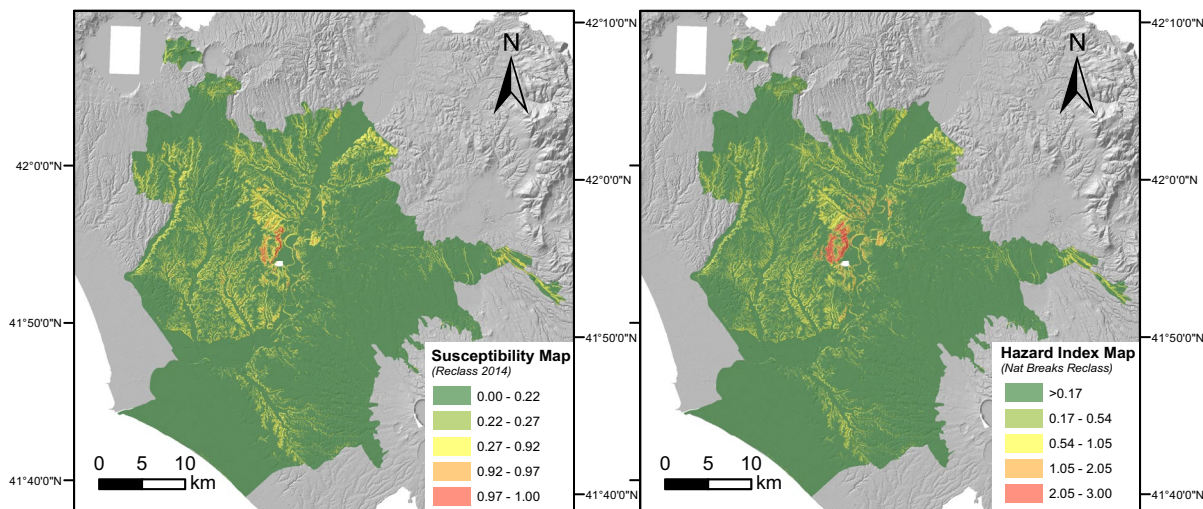 42°10'0"N
42°0'0"N
41°50'0"N
41°40'0"N
N
Susceptibility Map
(Reclass 2014)
0.00 - 0.22
0.22 - 0.27
0.27 - 0.92
0.92 - 0.97
0.97 - 1.00
0 5 10
km
N
Hazard Index Map
(Nat Breaks Reclass)
>0.17
0.17 - 0.54
0.54 - 1.05
1.05 - 2.05
2.05 - 3.00
0 5 10
km
42°10'0"N
42°0'0"N
41°50'0"N
41°40'0"N
42°10'0"N
42°0'0"N
41°50'0"N
41°40'0"N